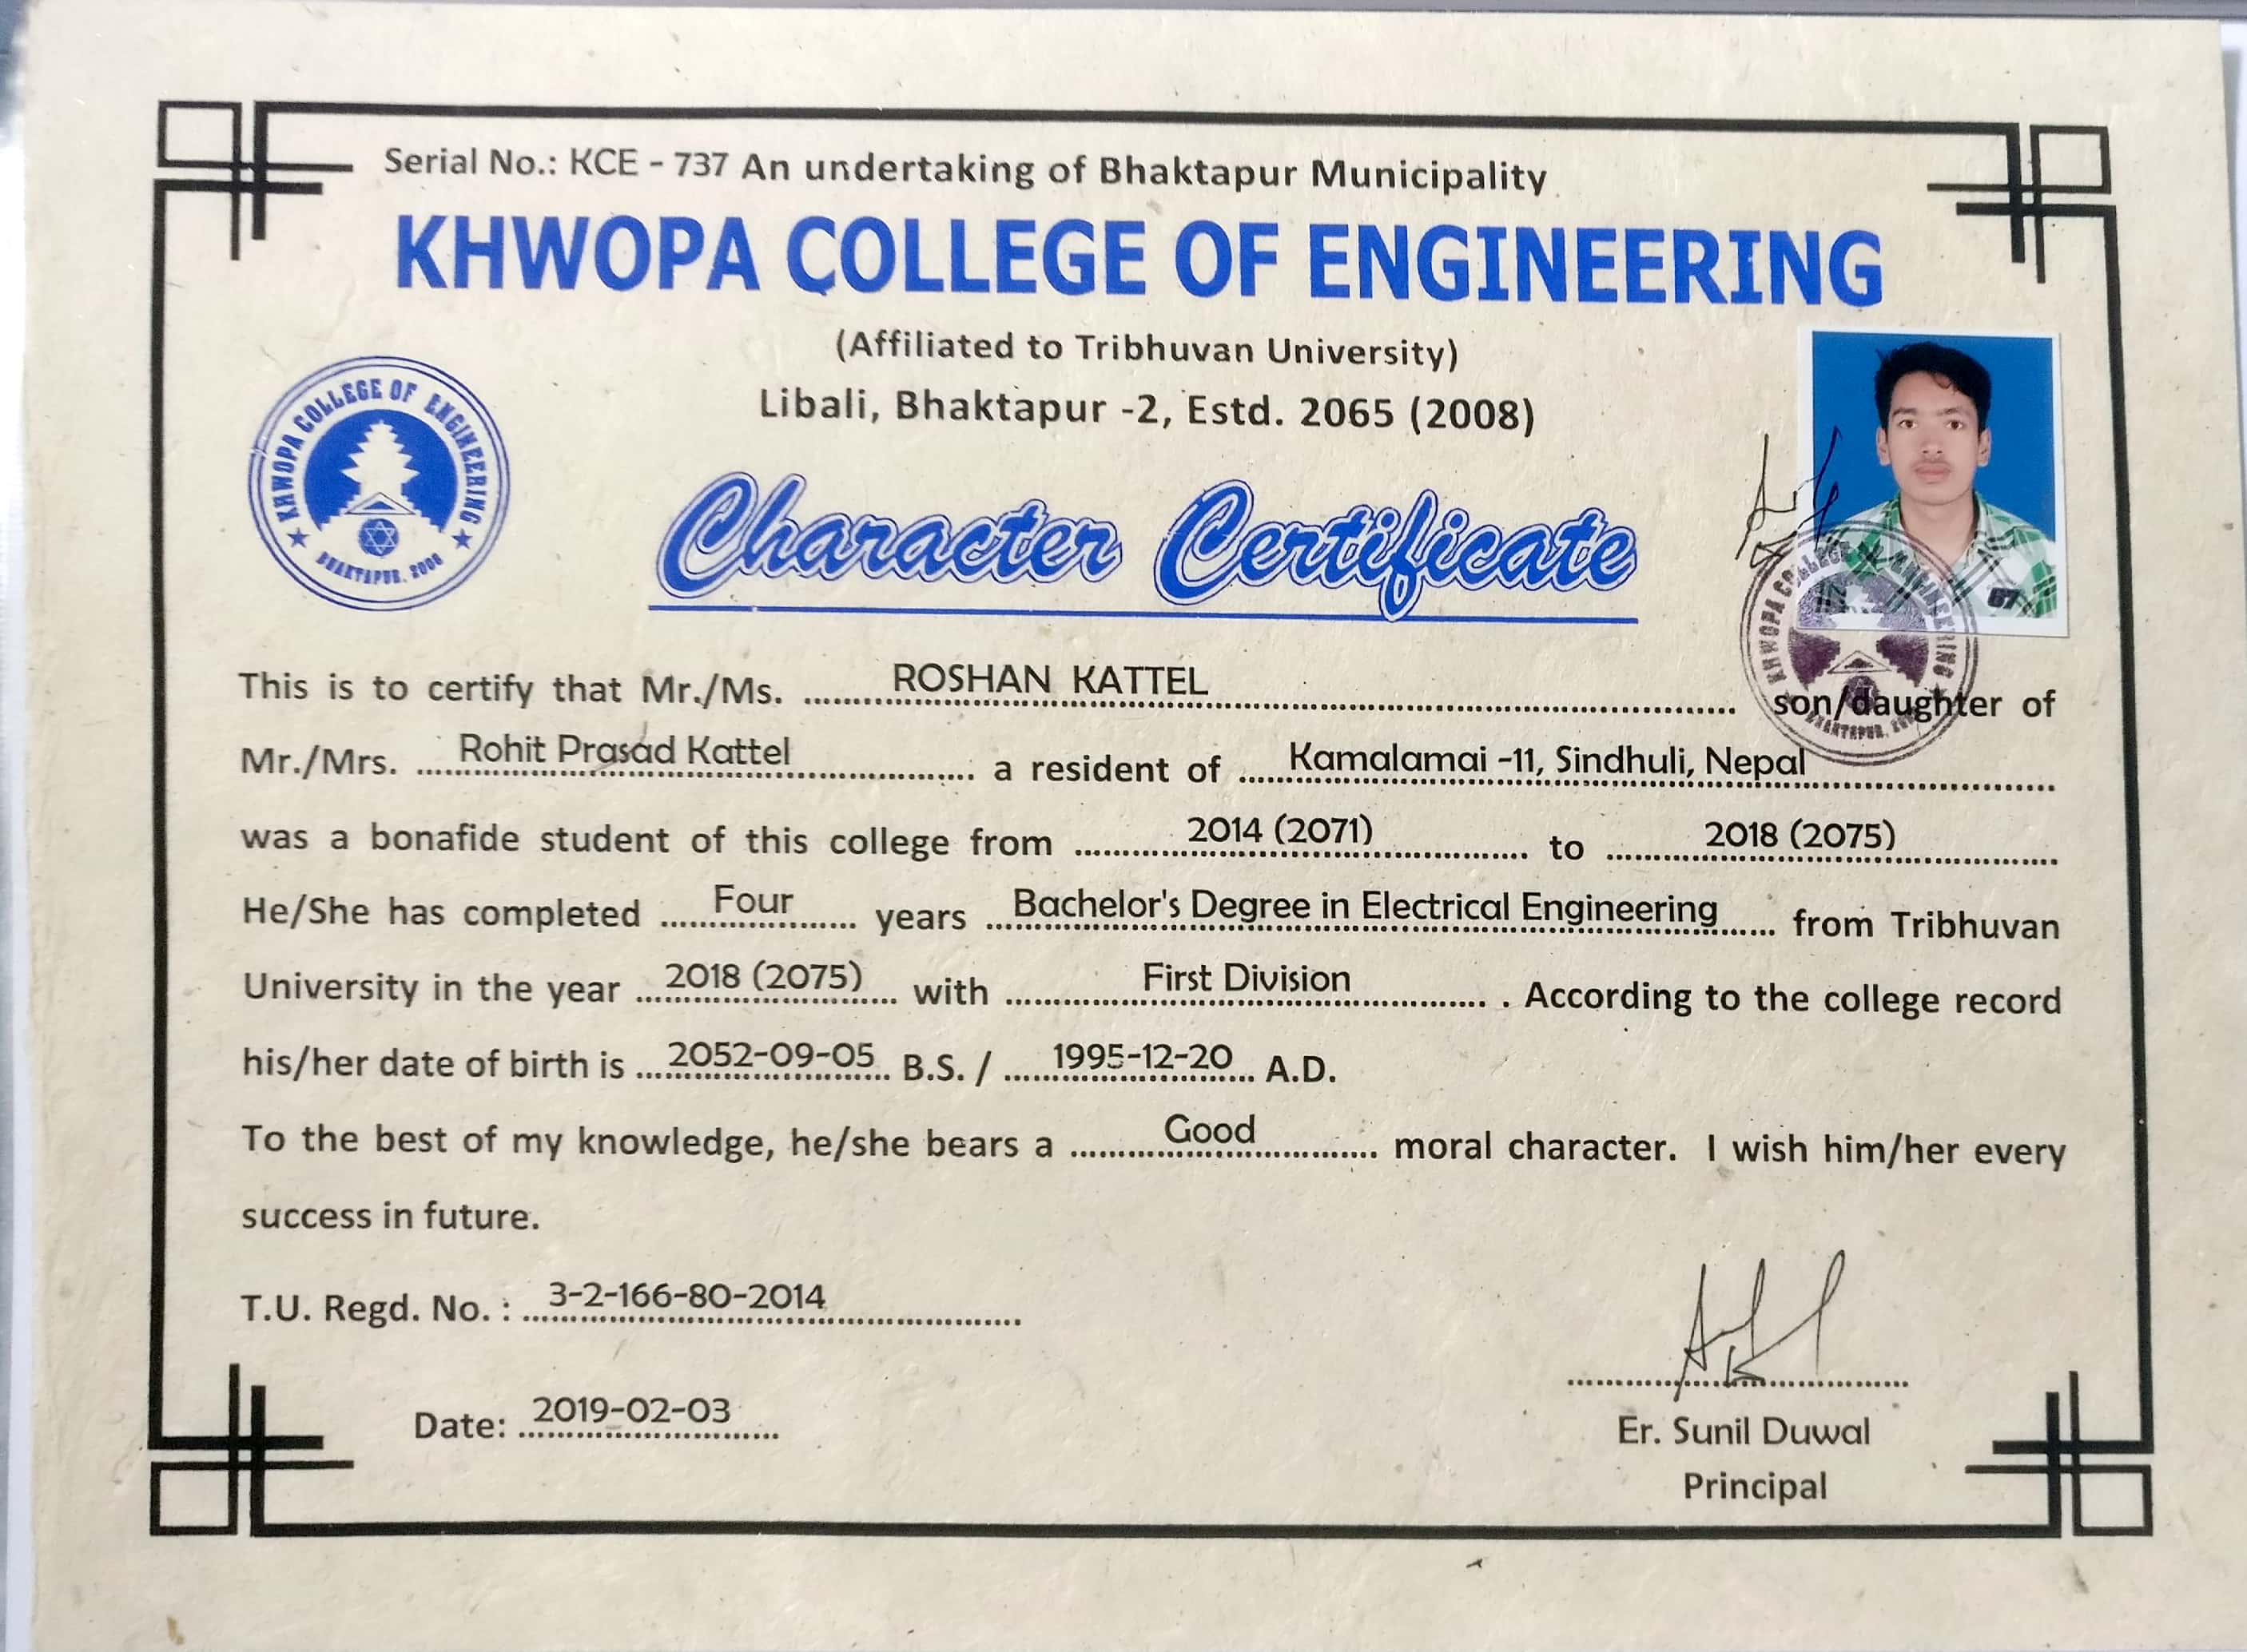 Serial No.: KCE - 737 An undertaking of Bhaktapur Municipality
KHWOPA COLLEGE OF ENGINEERING
(Affiliated to Tribhuvan University)
Libali, Bhaktapur -2, Estd. 2065 (2008)
KHWOPA COLLEGE OF ENGINEERING
BHAKTAPUR, 2008
Character Certificate
67
KHWOPA COLLEGE OF ENGINEERING
This is to certify that Mr./Ms. ROSHAN KATTEL son/daughter of
Mr./Mrs. Rohit Prasad Kattel a resident of Kamalamai -11, Sindhuli, Nepal
was a bonafide student of this college from 2014 (2071) to 2018 (2075)
He/She has completed Four years Bachelor's Degree in Electrical Engineering from Tribhuvan
University in the year 2018 (2075) with First Division . According to the college record
his/her date of birth is 2052-09-05 B.S. / 1995-12-20 A.D.
To the best of my knowledge, he/she bears a Good moral character. I wish him/her every
success in future.
T.U. Regd. No. : 3-2-166-80-2014
Date: 2019-02-03
Er. Sunil Duwal
Principal